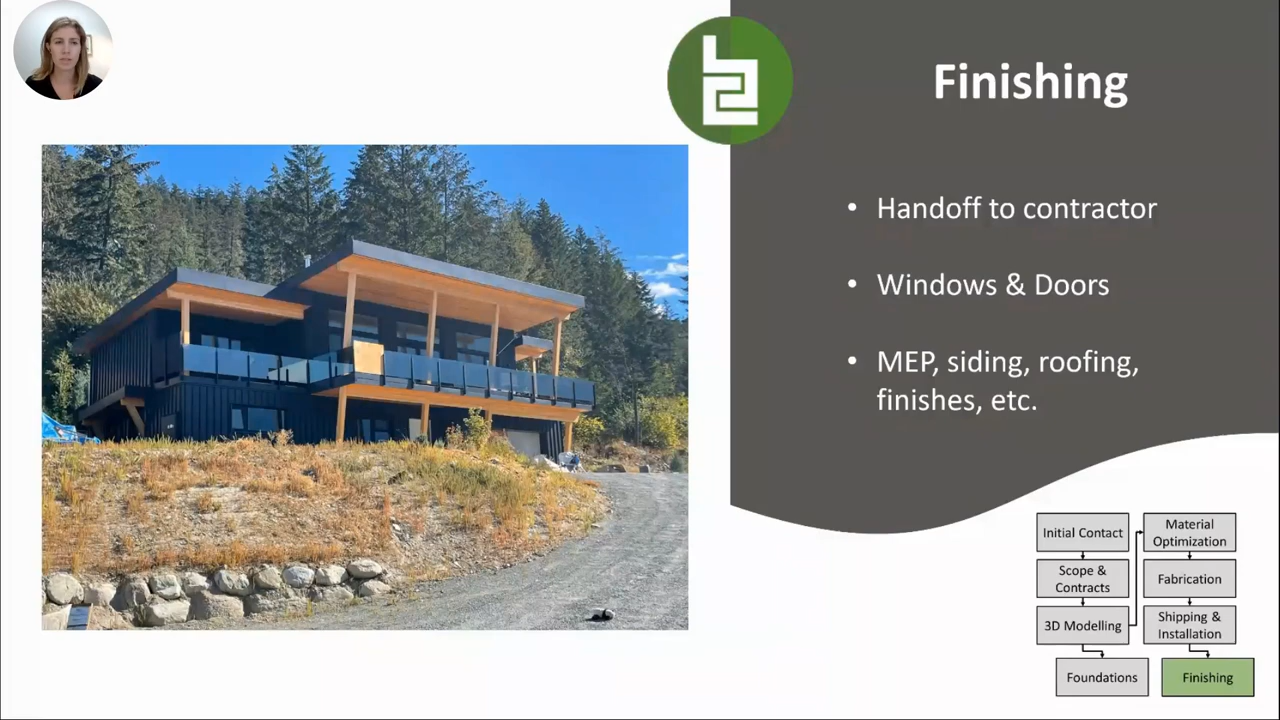 Finishing
• Handoff to contractor
• Windows & Doors
• MEP, siding, roofing,
finishes, etc.
Initial Contact
Scope &
Contracts
3D Modelling
Foundations
Material
Optimization
Fabrication
Shipping &
Installation
Finishing